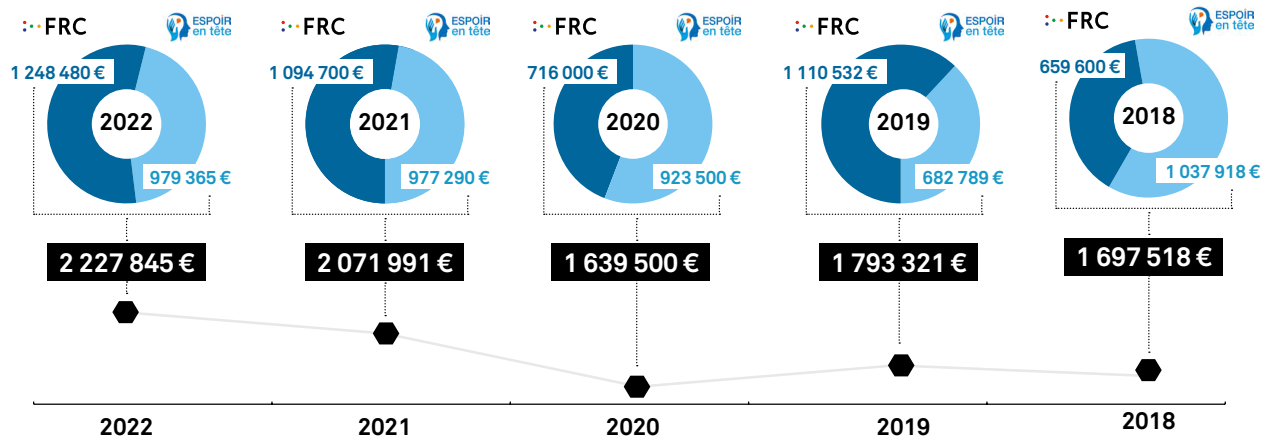 FRC
ESPOIR
en tête
1 248 480 €
2022
979 365 €
2 227 845 €
FRC
ESPOIR
en tête
1 094 700 €
2021
977 290 €
2 071 991 €
FRC
ESPOIR
en tête
716 000 €
2020
923 500 €
1 639 500 €
FRC
ESPOIR
en tête
1 110 532 €
2019
682 789 €
1 793 321 €
FRC
ESPOIR
en tête
659 600 €
2018
1 037 918 €
1 697 518 €
2022
2021
2020
2019
2018